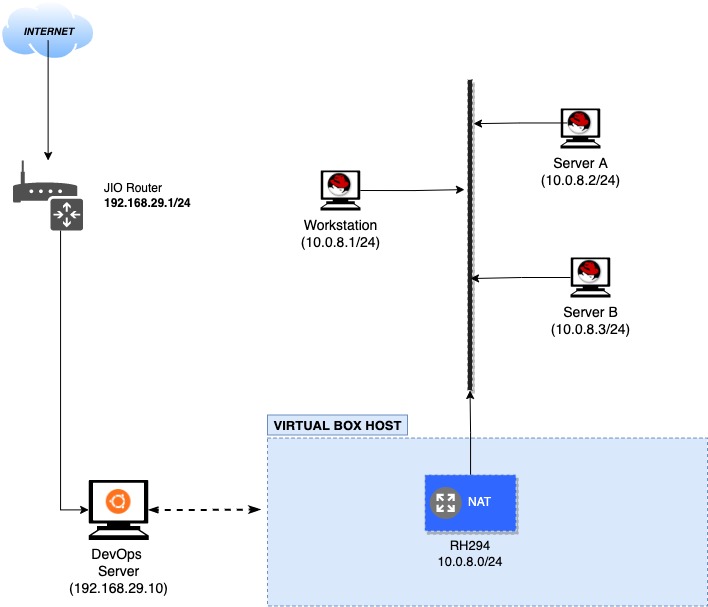 INTERNET
JIO Router
192.168.29.1/24
Server A
(10.0.8.2/24)
Workstation
(10.0.8.1/24)
Server B
(10.0.8.3/24)
VIRTUAL BOX HOST
NAT
RH294
10.0.8.0/24
DevOps
Server
(192.168.29.10)